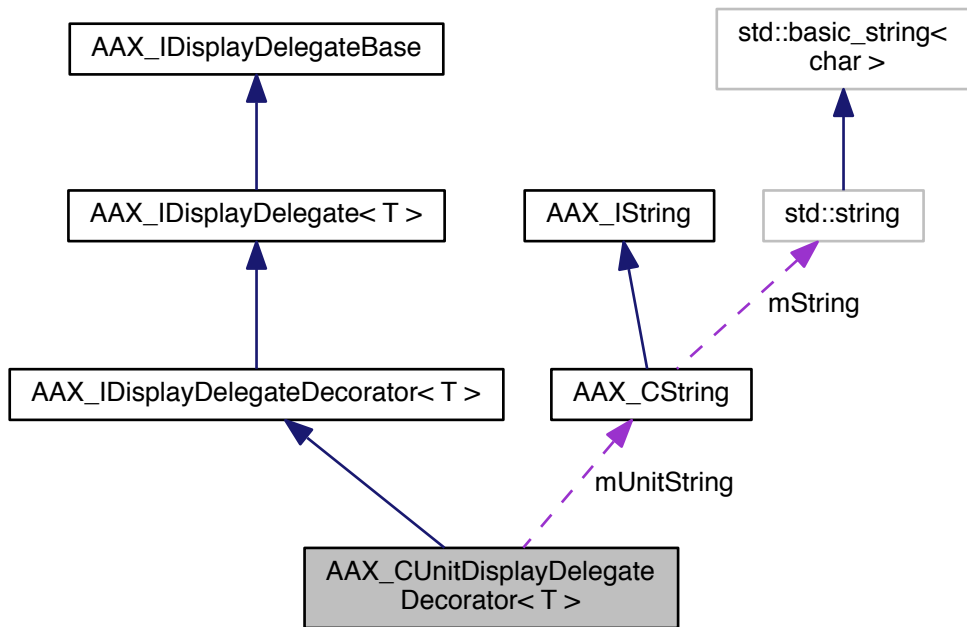 AAX_IDisplayDelegateBase
std::basic_string<
char >
AAX_IDisplayDelegate< T >
AAX_IString
std::string
mString
AAX_IDisplayDelegateDecorator< T >
AAX_CString
mUnitString
AAX_CUnitDisplayDelegate
Decorator< T >